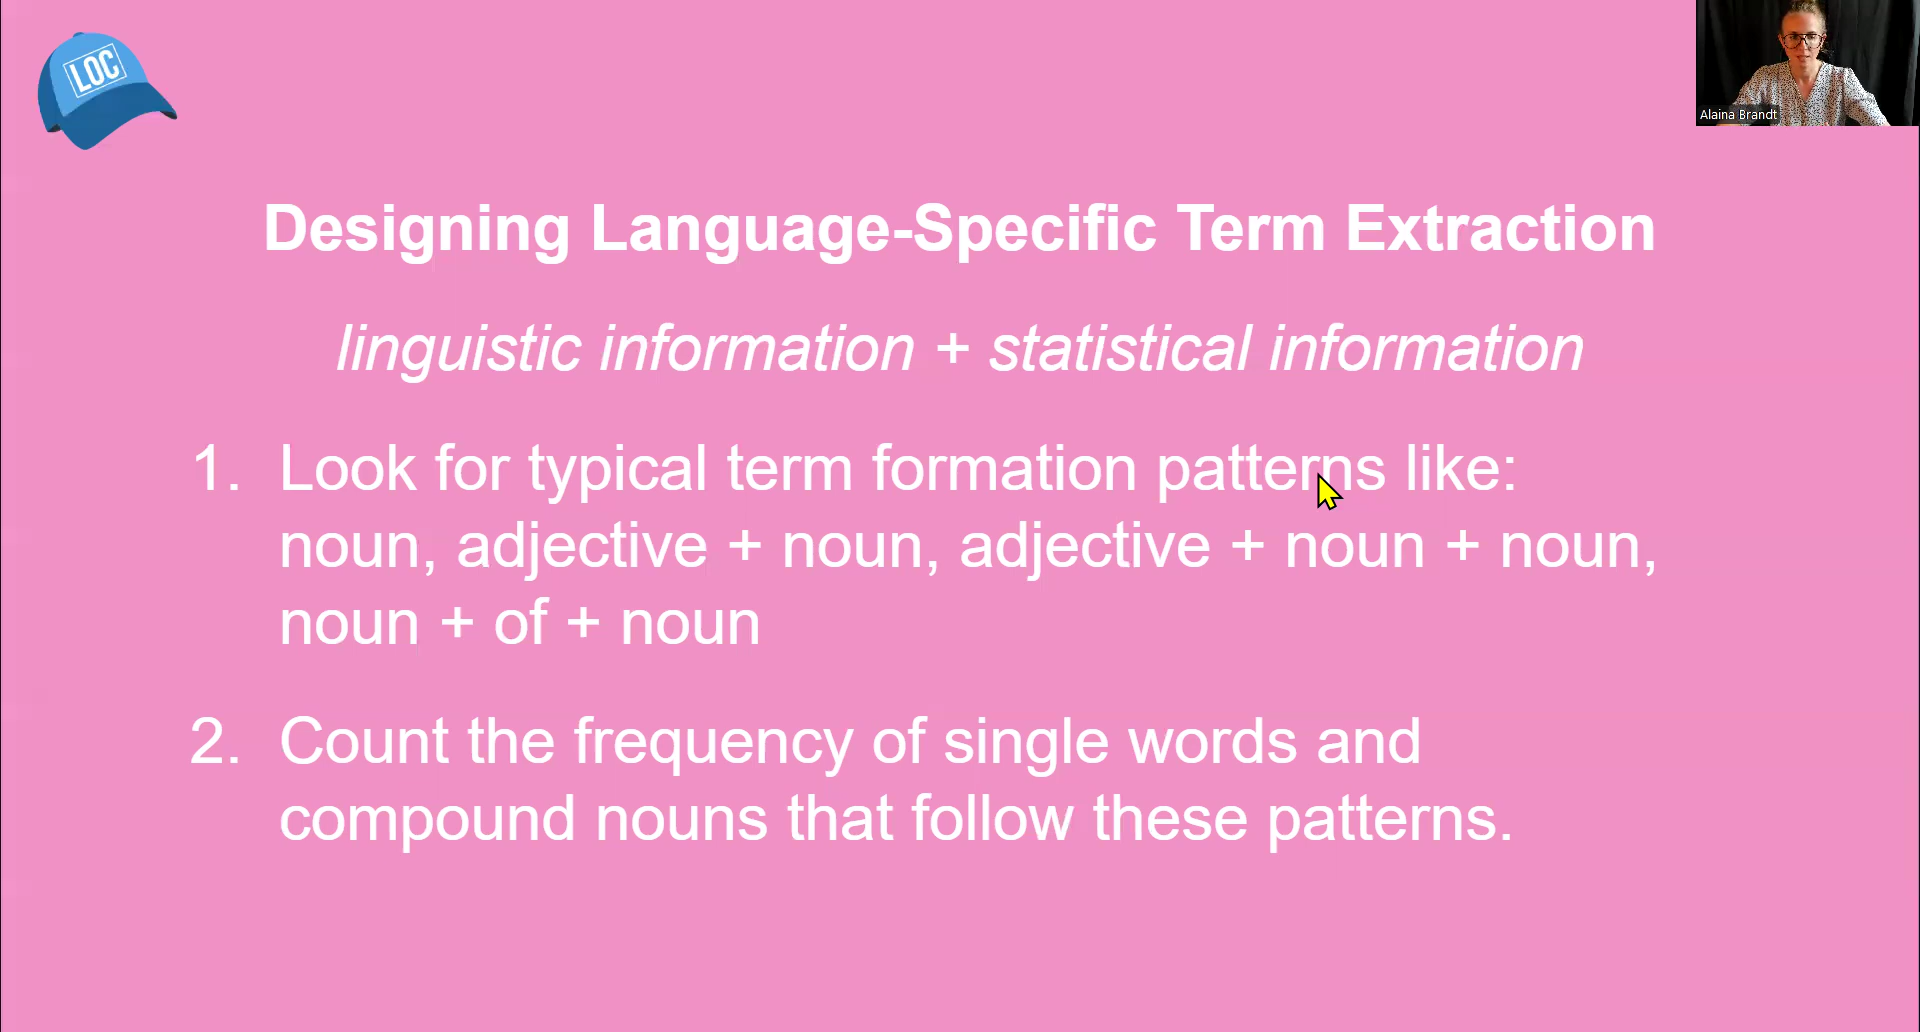 LOC
Alaina Brandt
Designing Language-Specific Term Extraction
linguistic information + statistical information
1. Look for typical term formation patterns like:
noun, adjective + noun, adjective + noun + noun,
noun + of + noun
2. Count the frequency of single words and
compound nouns that follow these patterns.